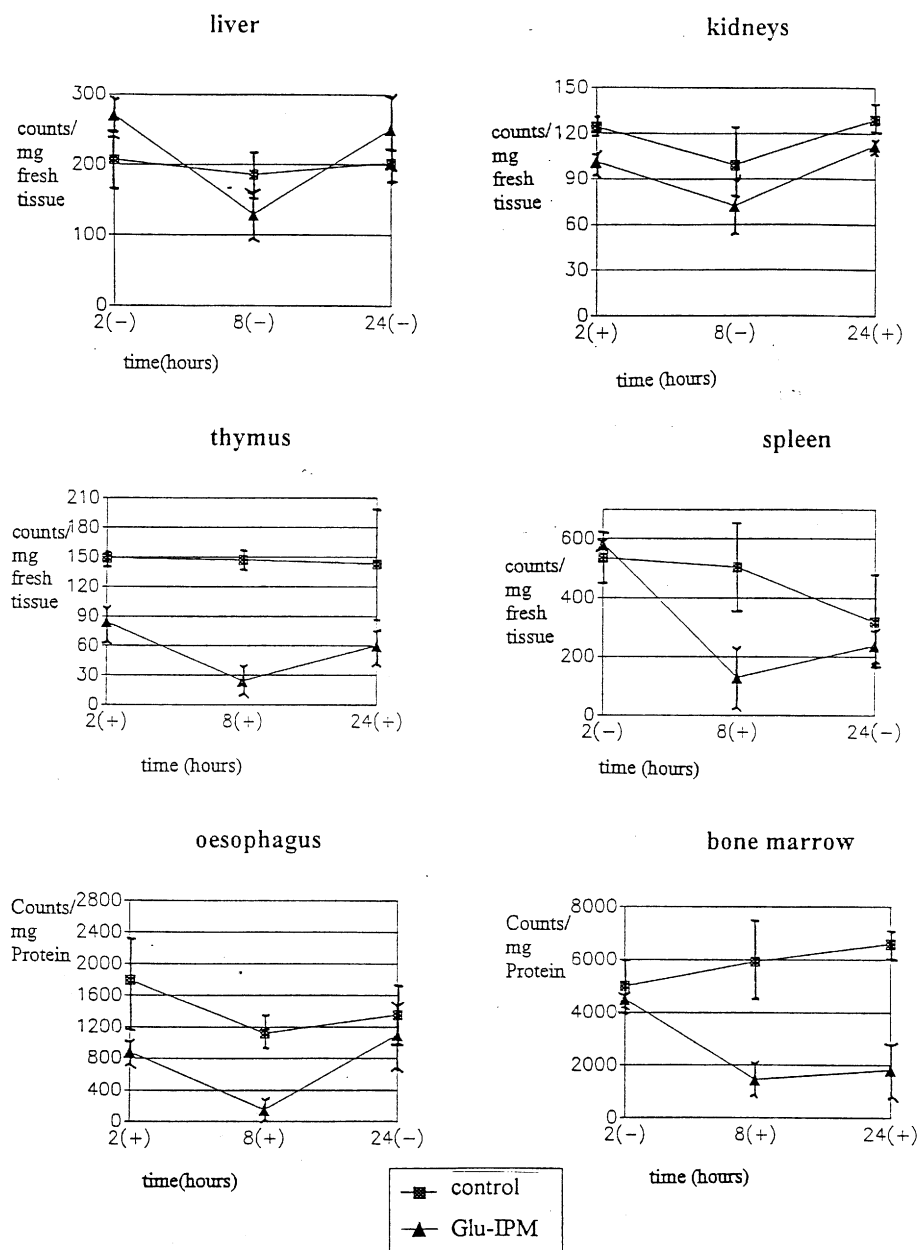 liver
300
counts/
mg
fresh
tissue
200
100
0
2(-) 8(-) 24(-)
time(hours)
kidneys
150
counts/
mg
fresh
tissue
120
90
60
30
0
2(+) 8(-) 24(+)
time (hours)
thymus
210
counts/
mg
fresh
tissue
180
150
120
90
60
30
0
2(+) 8(+) 24(+)
time (hours)
spleen
600
counts/
mg
fresh
tissue
400
200
0
2(-) 8(+) 24(-)
time (hours)
oesophagus
Counts/
mg
Protein
2800
2400
2000
1600
1200
800
400
0
2(+) 8(+) 24(-)
time(hours)
bone marrow
8000
Counts/
mg
Protein
6000
4000
2000
0
2(-) 8(+) 24(+)
time (hours)
control
Glu-IPM